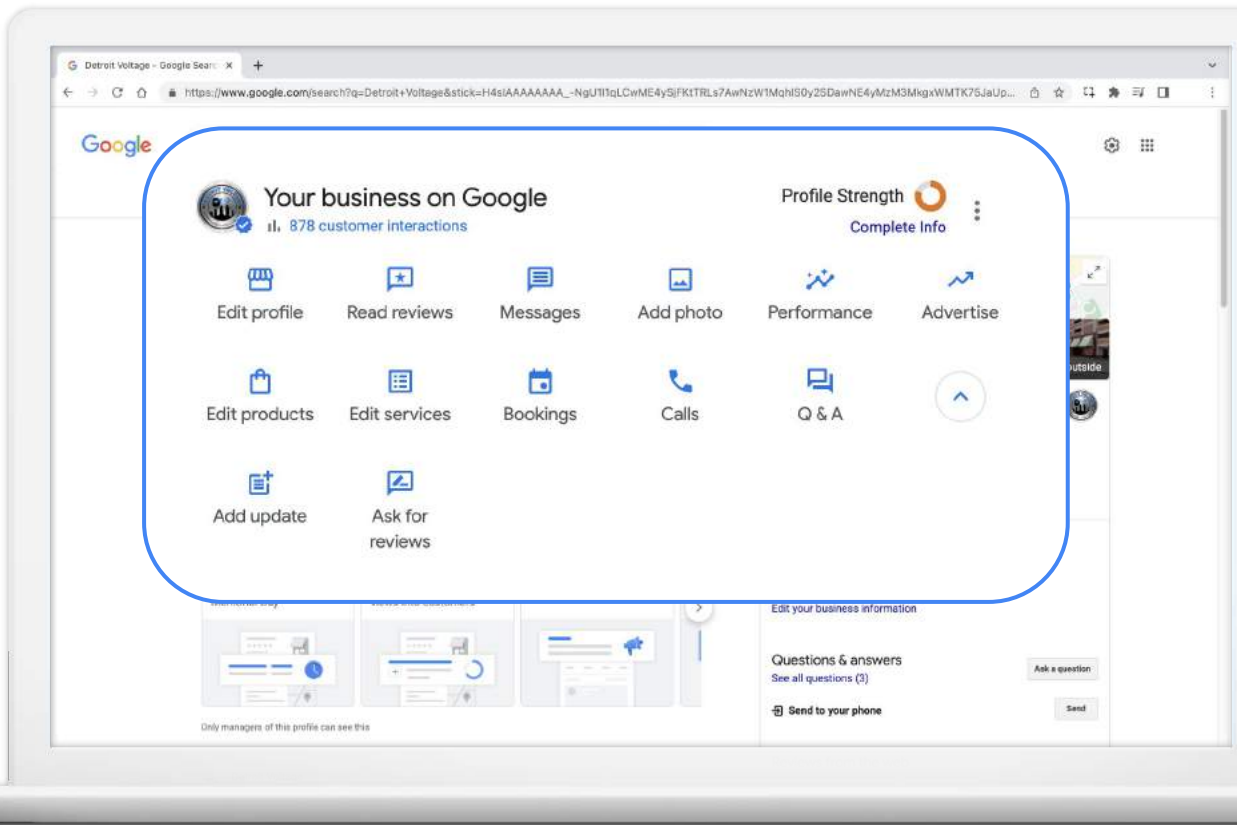 Detroit Voltage - Google Searc
https://www.google.com/search?q=Detroit+Voltage&stick=
Google
Your business on Google
878 customer interactions
Profile Strength
Complete Info
Edit profile
Read reviews
Messages
Add photo
Performance
Advertise
Edit products
Edit services
Bookings
Calls
Q & A
Add update
Ask for
reviews
outside
Edit your business information
Questions & answers
See all questions (3)
Ask a question
Send to your phone
Send
Only managers of this profile can see this